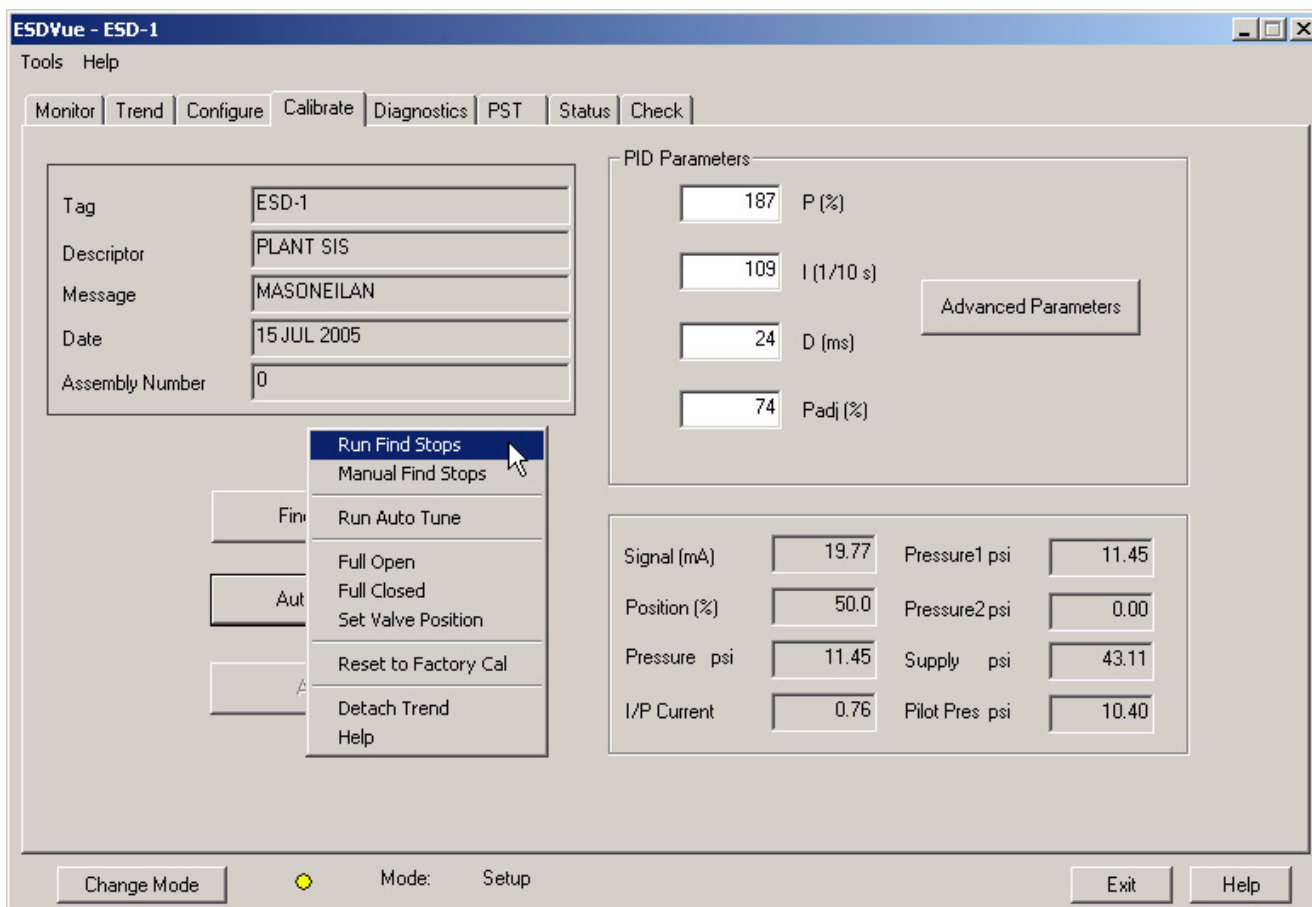 ESDVue - ESD-1
Tools Help
Monitor Trend Configure Calibrate Diagnostics PST Status Check
Tag ESD-1
Descriptor PLANT SIS
Message MASONEILAN
Date 15 JUL 2005
Assembly Number 0
PID Parameters
187 P (%)
109 I (1/10 s)
24 D (ms)
74 Padj (%)
Advanced Parameters
Run Find Stops
Manual Find Stops
Run Auto Tune
Full Open
Full Closed
Set Valve Position
Reset to Factory Cal
Detach Trend
Help
Signal (mA) 19.77 Pressure1 psi 11.45
Position (%) 50.0 Pressure2 psi 0.00
Pressure psi 11.45 Supply psi 43.11
I/P Current 0.76 Pilot Pres psi 10.40
Change Mode Mode: Setup Exit Help